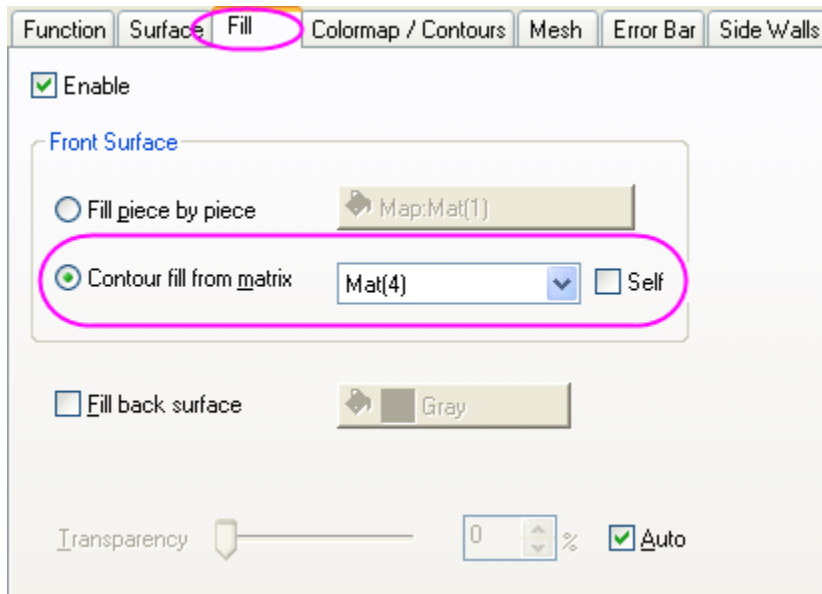 Function Surface Fill Colormap / Contours Mesh Error Bar Side Walls
Enable
Front Surface
Fill piece by piece Map:Mat(1)
Contour fill from matrix Mat(4) Self
Fill back surface Gray
Transparency 0 % Auto